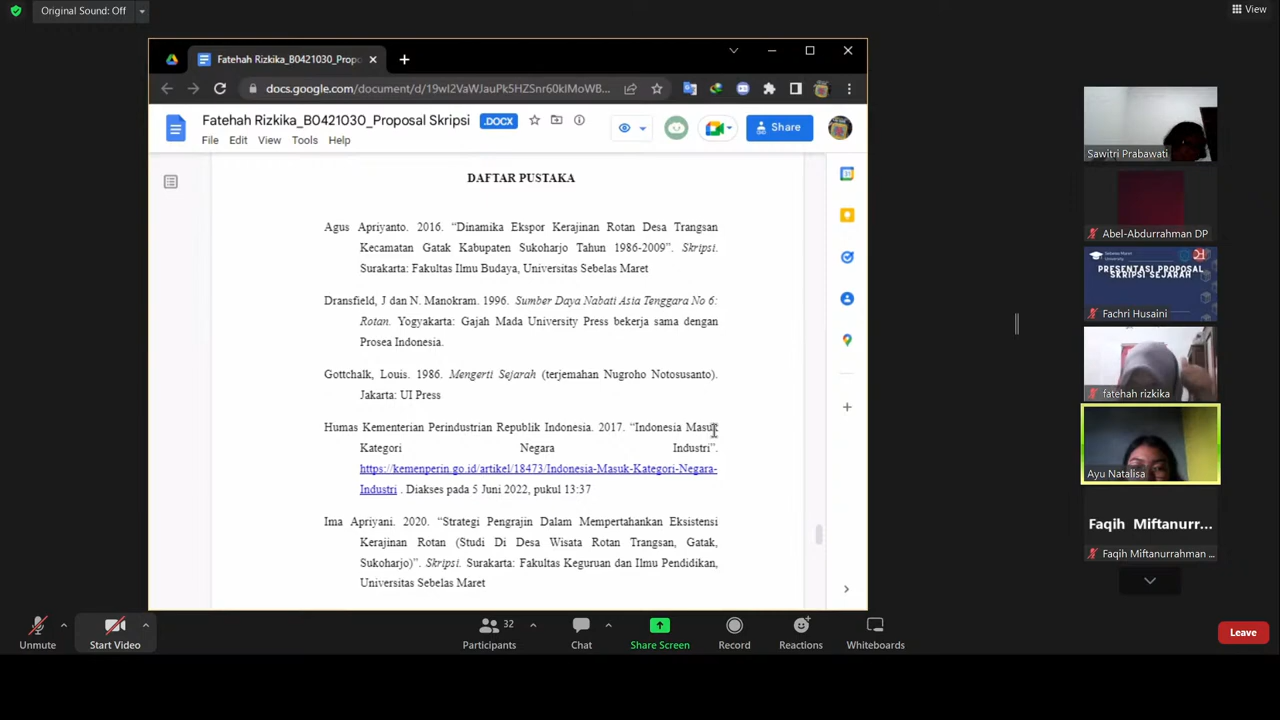 Original Sound: Off
View
Fatehah Rizkika_B0421030_Propo
docs.google.com/document/d/19wI2VaWJauPk5HZSnr60kIMoWB...
Fatehah Rizkika_B0421030_Proposal Skripsi
.DOCX
Share
File Edit View Tools Help
DAFTAR PUSTAKA
Agus Apriyanto. 2016. “Dinamika Ekspor Kerajinan Rotan Desa Trangsan
Kecamatan Gatak Kabupaten Sukoharjo Tahun 1986-2009”. Skripsi.
Surakarta: Fakultas Ilmu Budaya, Universitas Sebelas Maret
Dransfield, J dan N. Manokram. 1996. Sumber Daya Nabati Asia Tenggara No 6:
Rotan. Yogyakarta: Gajah Mada University Press bekerja sama dengan
Prosea Indonesia.
Gottchalk, Louis. 1986. Mengerti Sejarah (terjemahan Nugroho Notosusanto).
Jakarta: UI Press
Humas Kementerian Perindustrian Republik Indonesia. 2017. “Indonesia Masuk
Kategori Negara Industri”.
https://kemenperin.go.id/artikel/18473/Indonesia-Masuk-Kategori-Negara-
Industri . Diakses pada 5 Juni 2022, pukul 13:37
Ima Apriyani. 2020. “Strategi Pengrajin Dalam Mempertahankan Eksistensi
Kerajinan Rotan (Studi Di Desa Wisata Rotan Trangsan, Gatak,
Sukoharjo)”. Skripsi. Surakarta: Fakultas Keguruan dan Ilmu Pendidikan,
Universitas Sebelas Maret
Sawitri Prabawati
Abel-Abdurrahman DP
PRESENTASI PROPOSAL
SKRIPSI SEJARAH
Fachri Husaini
fatehah rizkika
Ayu Natalisa
Faqih Miftanurr...
Faqih Miftanurrahman ...
Unmute
Start Video
32
Participants
Chat
Share Screen
Record
Reactions
Whiteboards
Leave